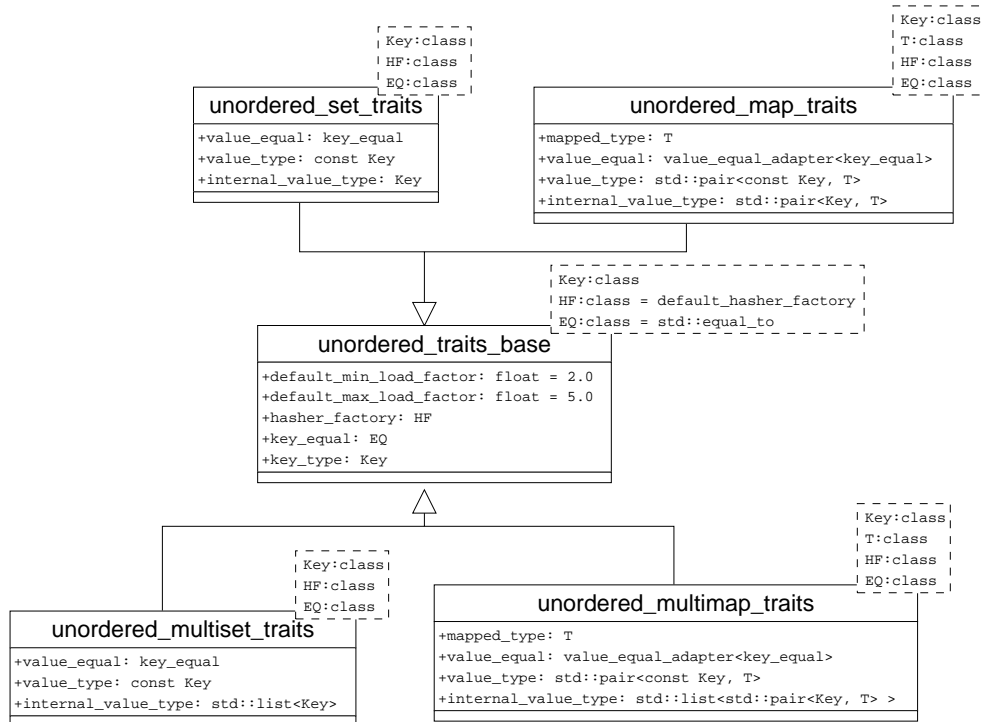 Key:class
HF:class
EQ:class
unordered_set_traits
+value_equal: key_equal
+value_type: const Key
+internal_value_type: Key
Key:class
T:class
HF:class
EQ:class
unordered_map_traits
+mapped_type: T
+value_equal: value_equal_adapter<key_equal>
+value_type: std::pair<const Key, T>
+internal_value_type: std::pair<Key, T>
Key:class
HF:class = default_hasher_factory
EQ:class = std::equal_to
unordered_traits_base
+default_min_load_factor: float = 2.0
+default_max_load_factor: float = 5.0
+hasher_factory: HF
+key_equal: EQ
+key_type: Key
Key:class
HF:class
EQ:class
unordered_multiset_traits
+value_equal: key_equal
+value_type: const Key
+internal_value_type: std::list<Key>
Key:class
T:class
HF:class
EQ:class
unordered_multimap_traits
+mapped_type: T
+value_equal: value_equal_adapter<key_equal>
+value_type: std::pair<const Key, T>
+internal_value_type: std::list<std::pair<Key, T> >